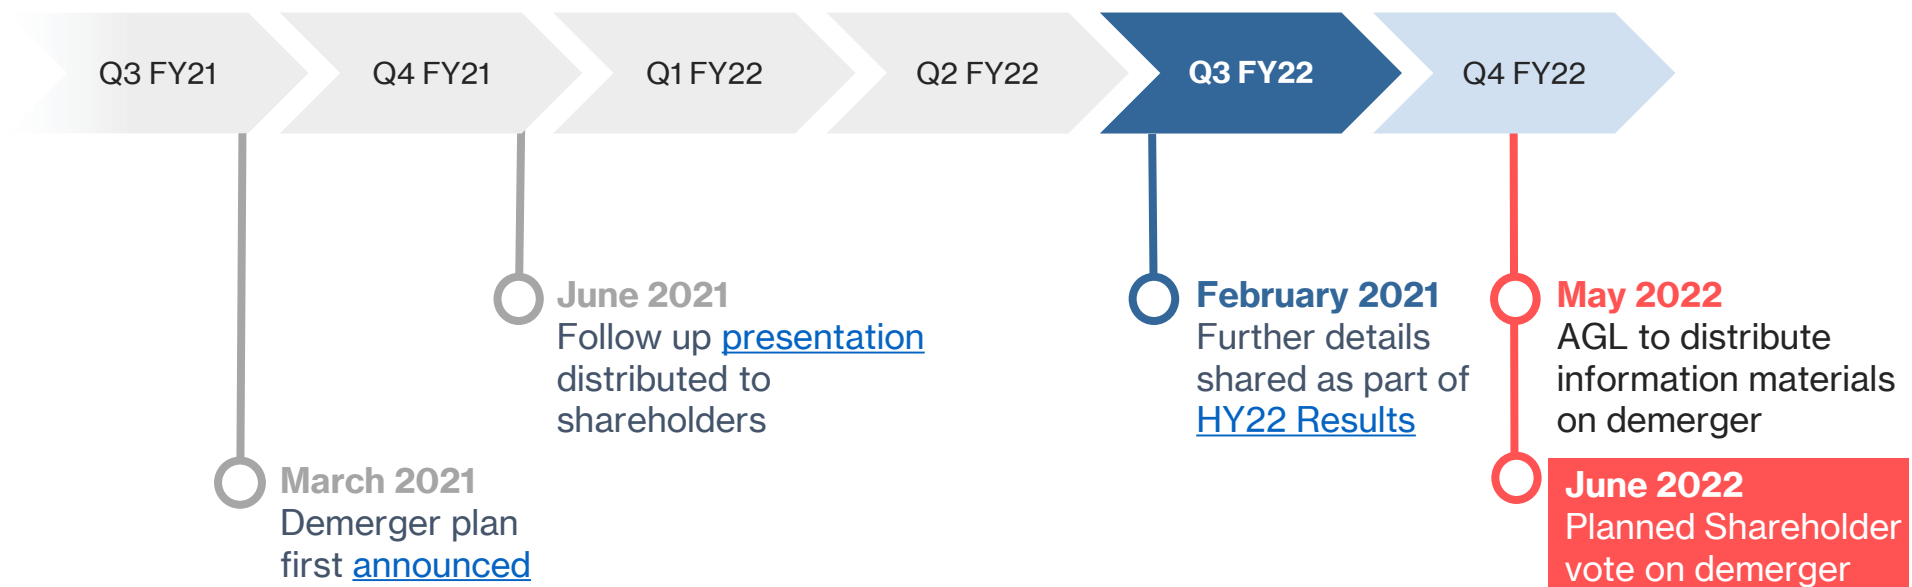 Q3 FY21
Q4 FY21
Q1 FY22
Q2 FY22
Q3 FY22
Q4 FY22
June 2021
Follow up presentation
distributed to
shareholders
February 2021
Further details
shared as part of
HY22 Results
May 2022
AGL to distribute
information materials
on demerger
March 2021
Demerger plan
first announced
June 2022
Planned Shareholder
vote on demerger